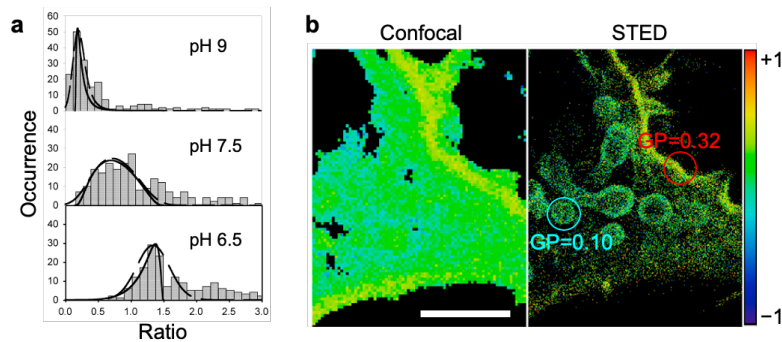 a
pH 9
60
50
40
30
20
10
0
pH 7.5
40
30
20
10
0
pH 6.5
40
30
20
10
0
0.0 0.5 1.0 1.5 2.0 2.5 3.0
Occurrence
Ratio
b
Confocal STED
GP=0.32
GP=0.10
+1
−1